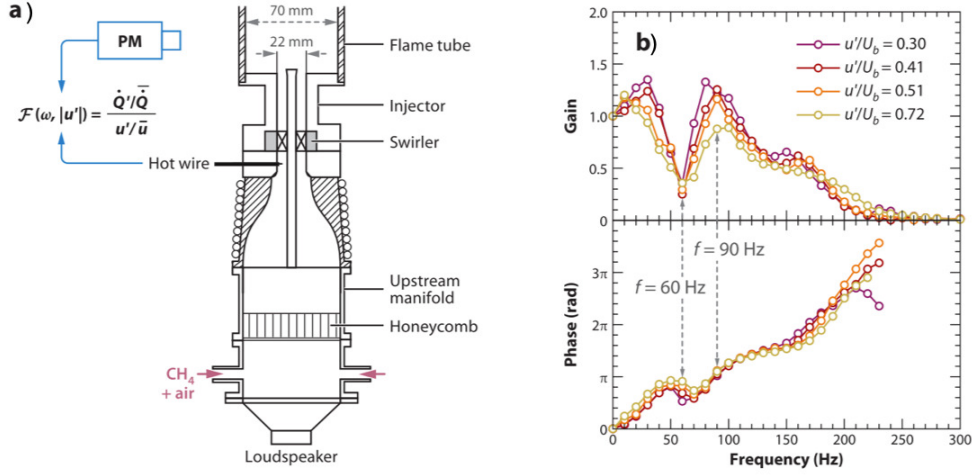 a)
PM
F(ω, |u'|) = Q̇'/Q̇̄ / u'/ū
70 mm
22 mm
Flame tube
Injector
Swirler
Hot wire
Upstream
manifold
Honeycomb
CH4
+ air
Loudspeaker
b)
u'/Ub = 0.30
u'/Ub = 0.41
u'/Ub = 0.51
u'/Ub = 0.72
2.0
1.5
1.0
0.5
0
Gain
f = 90 Hz
f = 60 Hz
3π
2π
π
0
Phase (rad)
0 50 100 150 200 250 300
Frequency (Hz)